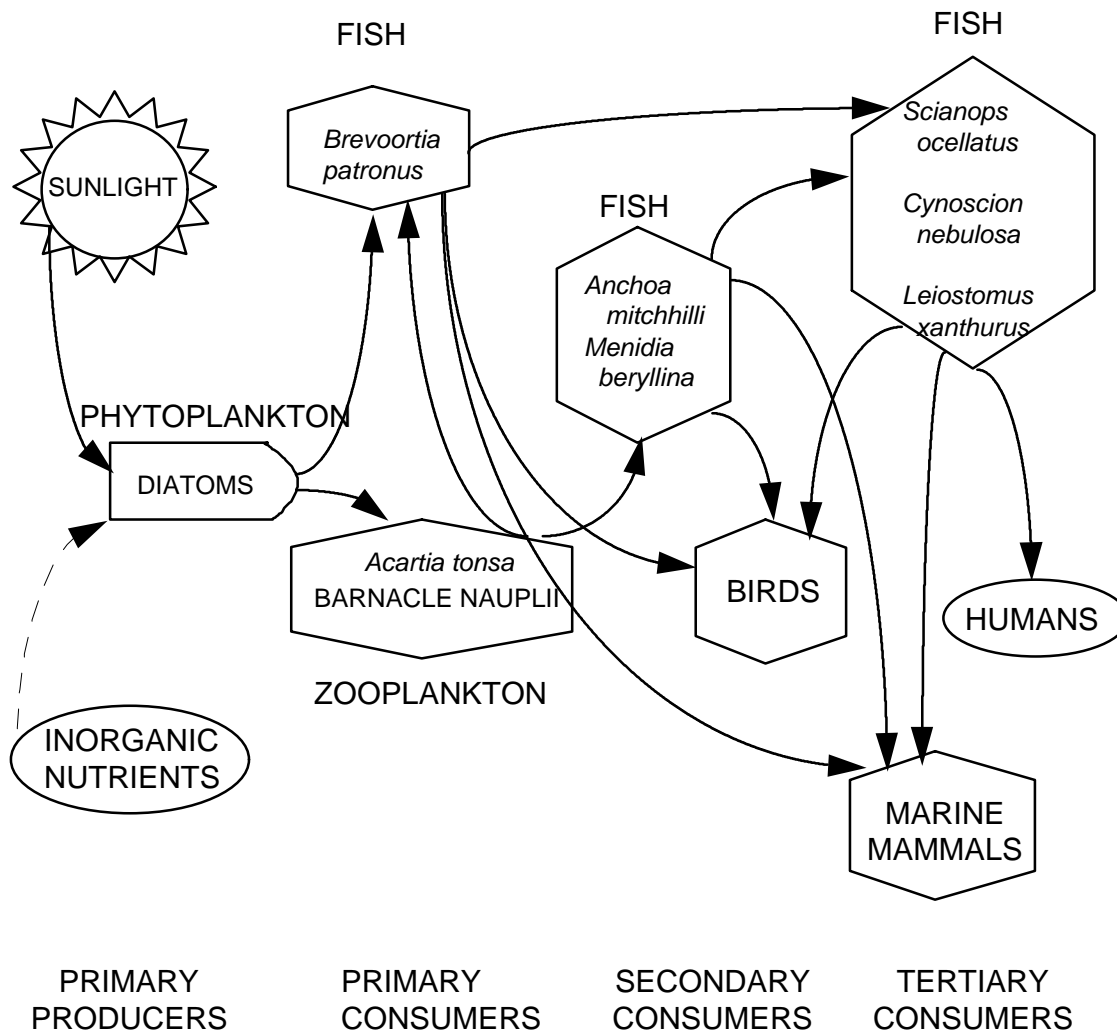 FISH
FISH
SUNLIGHT
Brevoortia
patronus
Scianops
ocellatus
Cynoscion
nebulosa
Leiostomus
xanthurus
FISH
Anchoa
mitchhilli
Menidia
beryllina
PHYTOPLANKTON
DIATOMS
Acartia tonsa
BARNACLE NAUPLII
ZOOPLANKTON
BIRDS
HUMANS
INORGANIC
NUTRIENTS
MARINE
MAMMALS
PRIMARY
PRODUCERS
PRIMARY
CONSUMERS
SECONDARY
CONSUMERS
TERTIARY
CONSUMERS